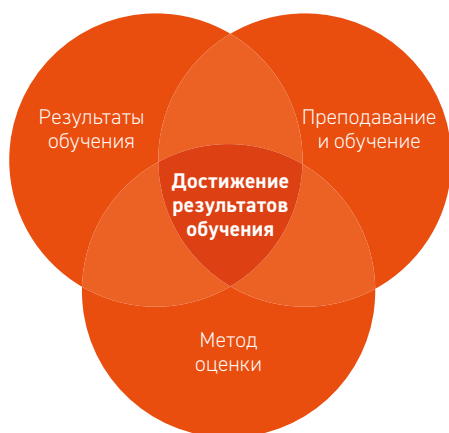 Результаты
обучения
Преподавание
и обучение
Достижение
результатов
обучения
Метод
оценки